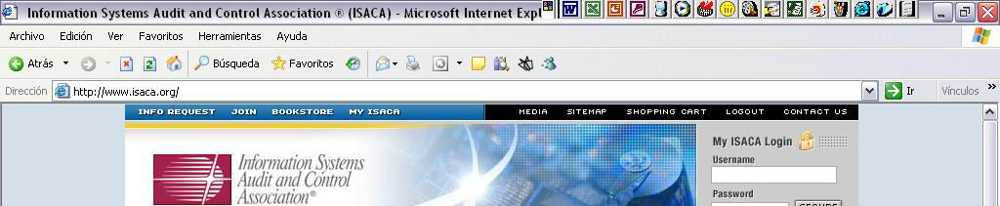 Information Systems Audit and Control Association ® (ISACA) - Microsoft Internet Expl
Archivo Edición Ver Favoritos Herramientas Ayuda
Atrás Búsqueda Favoritos
Dirección http://www.isaca.org/ Ir Vínculos »
INFO REQUEST JOIN BOOKSTORE MY ISACA MEDIA SITEMAP SHOPPING CART LOGOUT CONTACT US
My ISACA Login
Username
Information Systems
Audit and Control
Association®
Password